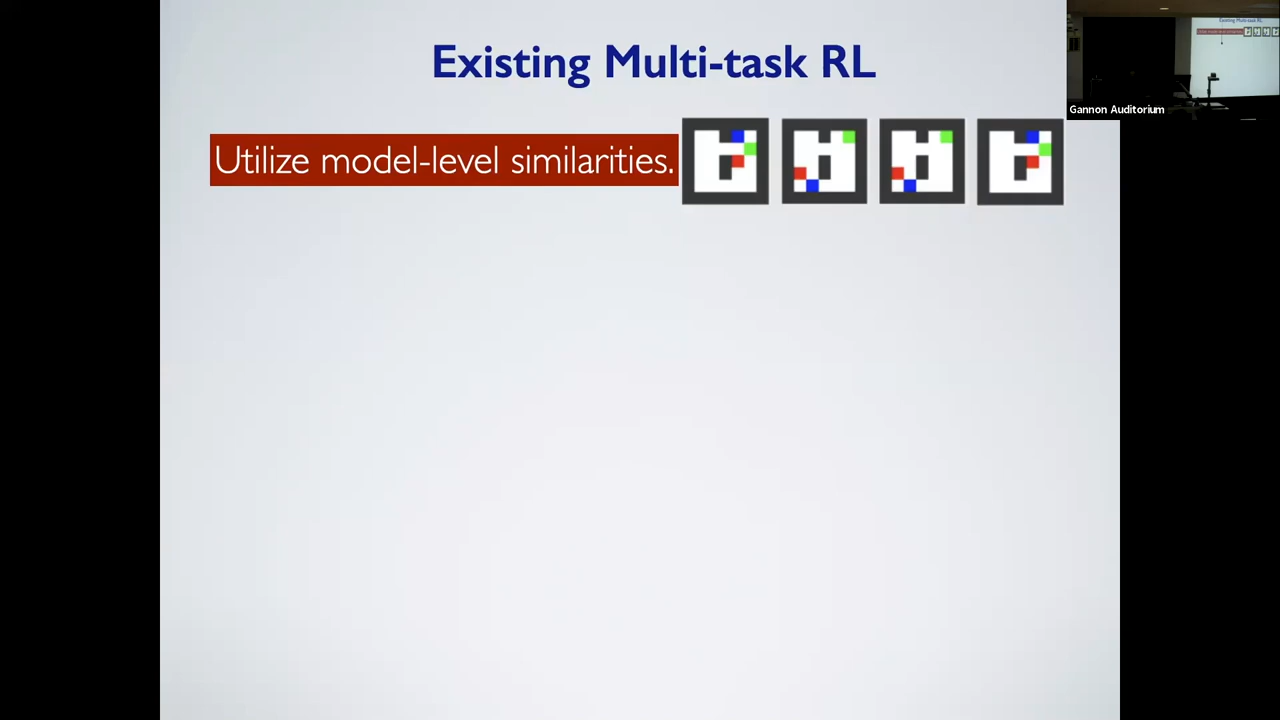 Existing Multi-task RL
Utilize model-level similarities.
Gannon Auditorium